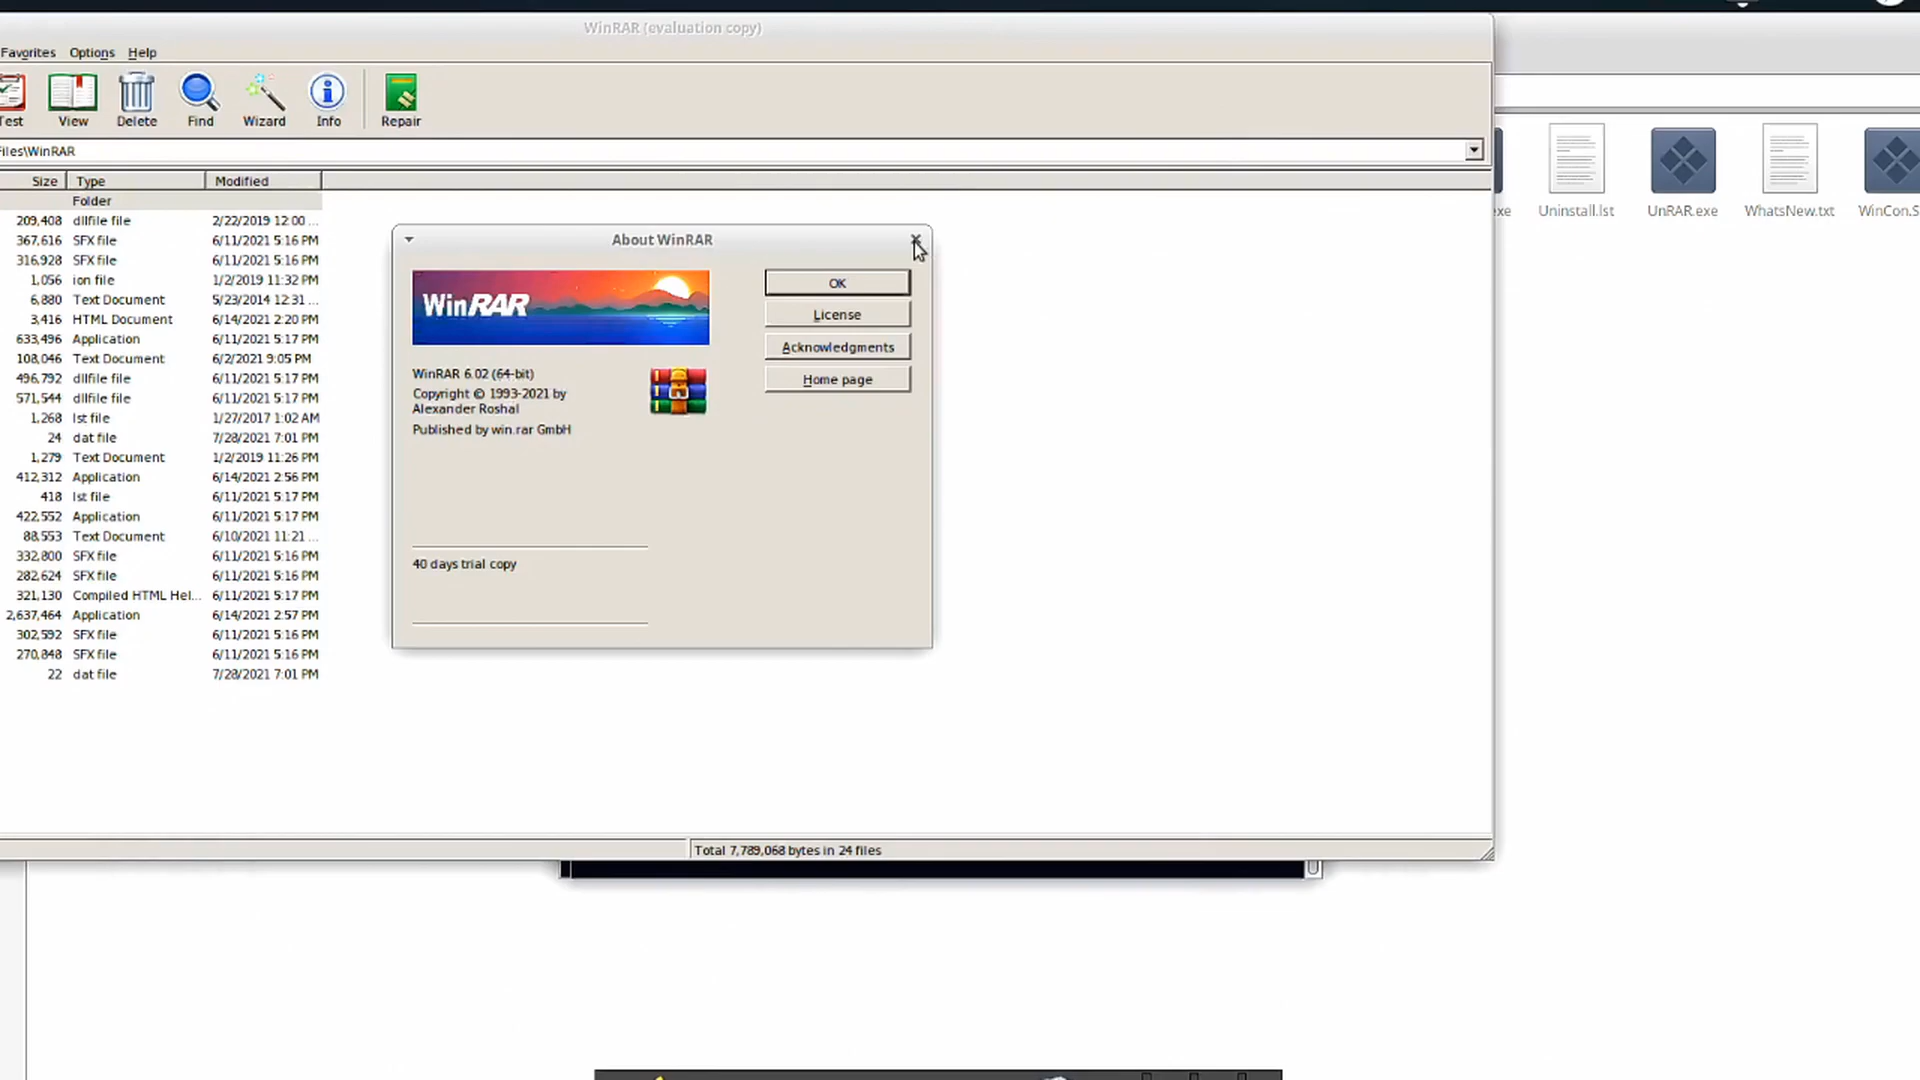 WinRAR (evaluation copy)
Favorites Options Help
Test View Delete Find Wizard Info Repair
Files\WinRAR
Size Type Modified
Folder
209,408 dllfile file 2/22/2019 12:00 ...
367,616 SFX file 6/11/2021 5:16 PM
316,928 SFX file 6/11/2021 5:16 PM
1,056 ion file 1/2/2019 11:32 PM
6,880 Text Document 5/23/2014 12:31 ...
3,416 HTML Document 6/14/2021 2:20 PM
633,496 Application 6/11/2021 5:17 PM
108,046 Text Document 6/2/2021 9:05 PM
496,792 dllfile file 6/11/2021 5:17 PM
571,544 dllfile file 6/11/2021 5:17 PM
1,268 lst file 1/27/2017 1:02 AM
24 dat file 7/28/2021 7:01 PM
1,279 Text Document 1/2/2019 11:26 PM
412,312 Application 6/14/2021 2:56 PM
418 lst file 6/11/2021 5:17 PM
422,552 Application 6/11/2021 5:17 PM
88,553 Text Document 6/10/2021 11:21 ...
332,800 SFX file 6/11/2021 5:16 PM
282,624 SFX file 6/11/2021 5:16 PM
321,130 Compiled HTML Hel... 6/11/2021 5:17 PM
2,637,464 Application 6/14/2021 2:57 PM
302,592 SFX file 6/11/2021 5:16 PM
270,848 SFX file 6/11/2021 5:16 PM
22 dat file 7/28/2021 7:01 PM
About WinRAR
WinRAR
WinRAR 6.02 (64-bit)
Copyright © 1993-2021 by
Alexander Roshal
Published by win.rar GmbH
40 days trial copy
OK
License
Acknowledgments
Home page
Total 7,789,068 bytes in 24 files
exe Uninstall.lst UnRAR.exe WhatsNew.txt WinCon.S